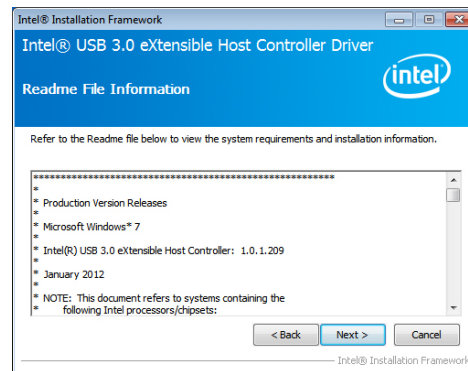 Intel® Installation Framework
Intel® USB 3.0 eXtensible Host Controller Driver
Readme File Information
intel
Refer to the Readme file below to view the system requirements and installation information.
******************************************************
*
* Production Version Releases
*
* Microsoft Windows* 7
*
* Intel(R) USB 3.0 eXtensible Host Controller: 1.0.1.209
*
* January 2012
*
* NOTE: This document refers to systems containing the
* following Intel processors/chipsets:
< Back
Next >
Cancel
Intel® Installation Framework